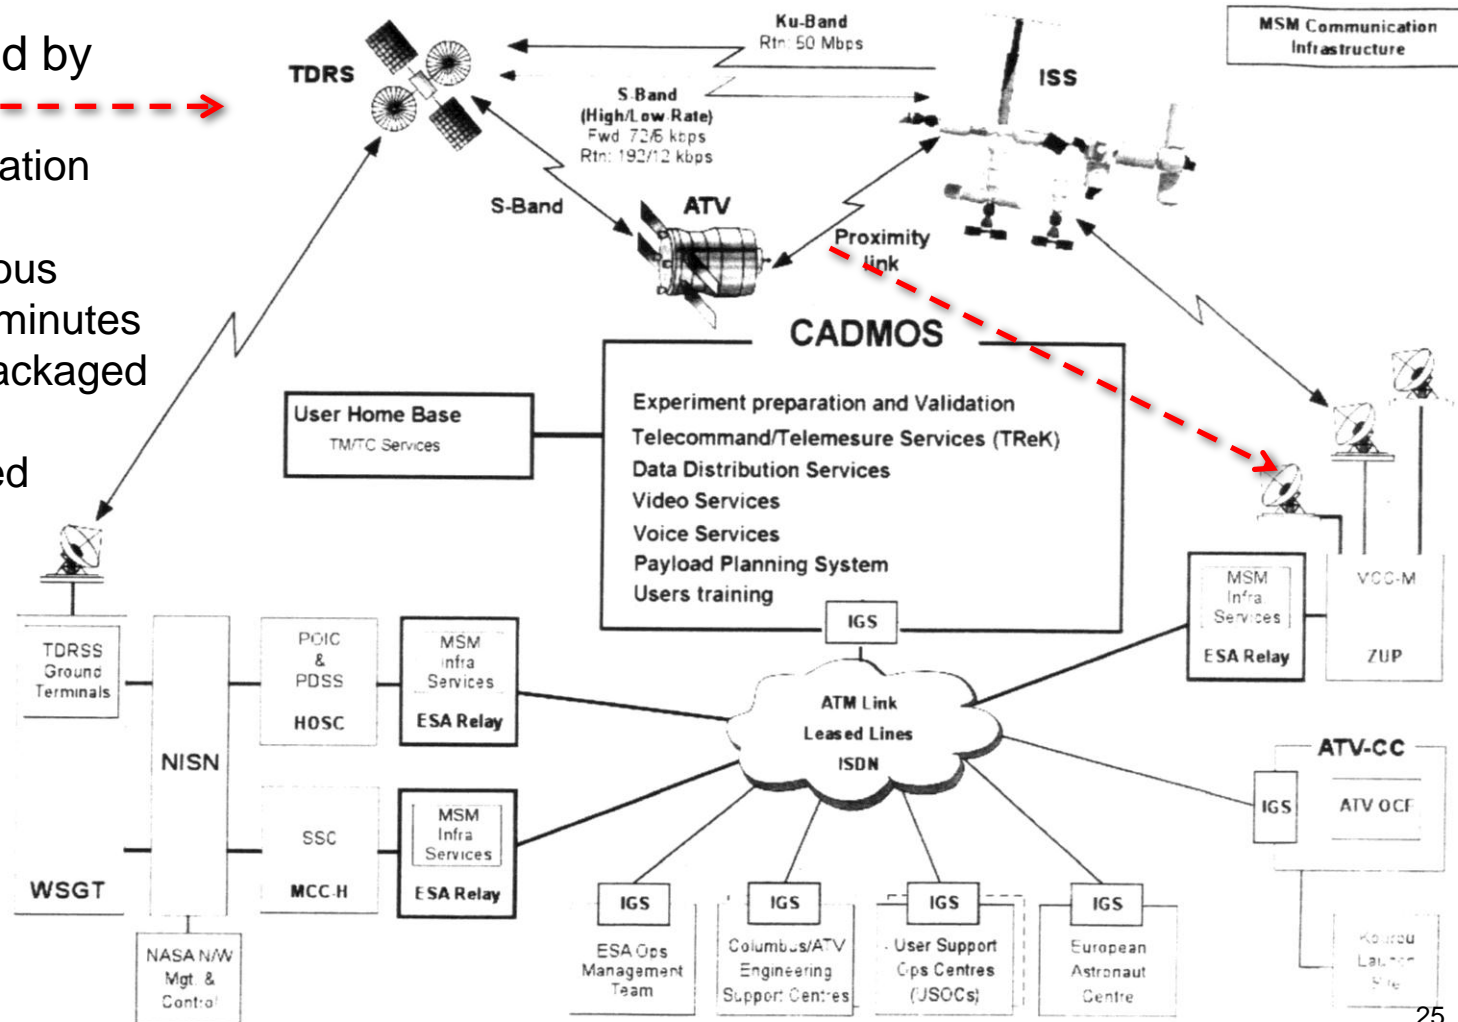 d by
ation
ous
minutes
ackaged
ed
MSM Communication
Infrastructure
Ku-Band
Rtn: 50 Mbps
TDRS
ISS
S-Band
(High/Low-Rate)
Fwd: 72/6 kbps
Rtn: 192/12 kbps
S-Band
ATV
Proximity
link
CADMOS
Experiment preparation and Validation
Telecommand/Telemesure Services (TReK)
Data Distribution Services
Video Services
Voice Services
Payload Planning System
Users training
IGS
User Home Base
TM/TC Services
TDRSS
Ground
Terminals
WSGT
NISN
NASA N/W
Mgt. &
Control
POIC
&
PDSS
HOSC
MSM
Infra
Services
ESA Relay
SSC
MCC-H
MSM
Infra
Services
ESA Relay
ATM Link
Leased Lines
ISDN
MSM
Infra.
Services
ESA Relay
VCC-M
ZUP
ATV-CC
IGS
ATV OCF
Kourou
Launch
Site
IGS
ESA Ops
Management
Team
IGS
Columbus/ATV
Engineering
Support Centres
IGS
User Support
Ops Centres
(USOCs)
IGS
European
Astronaut
Centre
25